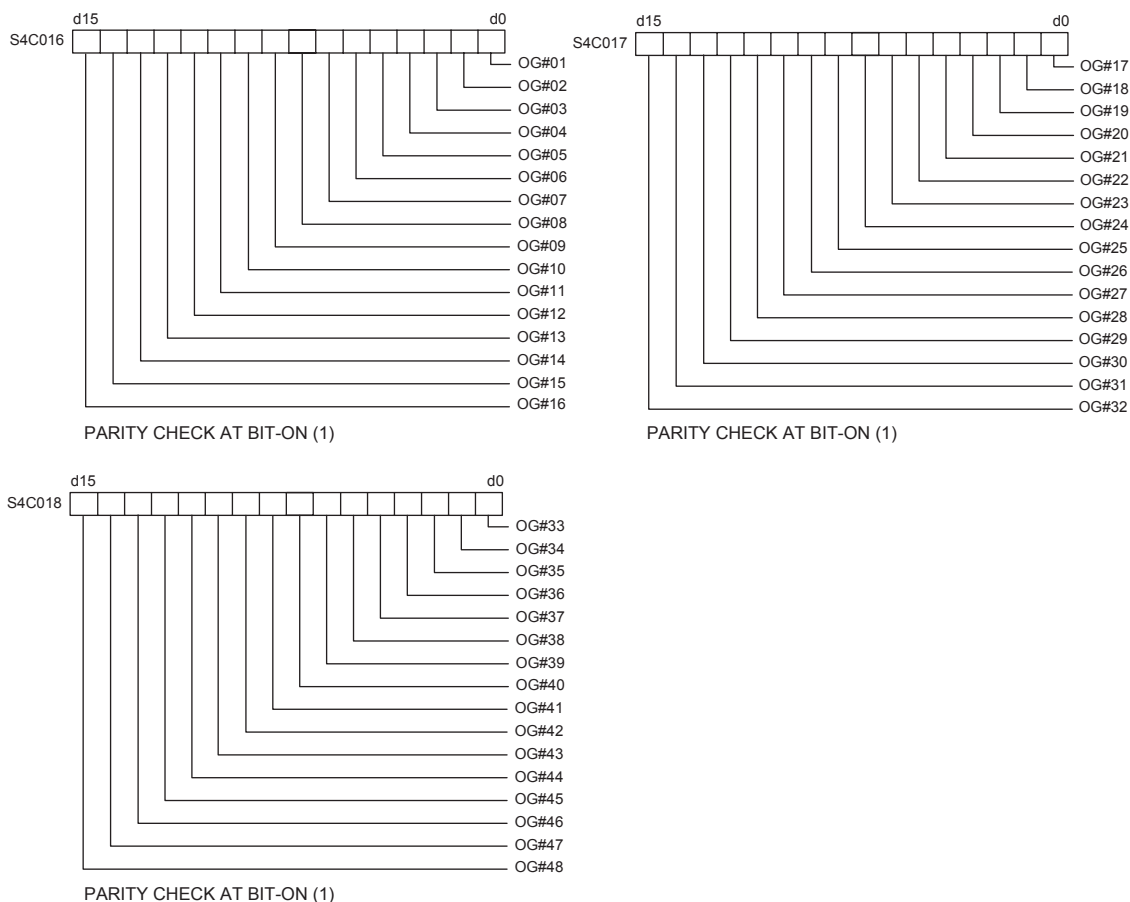 d15 d0
S4C016
OG#01
OG#02
OG#03
OG#04
OG#05
OG#06
OG#07
OG#08
OG#09
OG#10
OG#11
OG#12
OG#13
OG#14
OG#15
OG#16
PARITY CHECK AT BIT-ON (1)
d15 d0
S4C017
OG#17
OG#18
OG#19
OG#20
OG#21
OG#22
OG#23
OG#24
OG#25
OG#26
OG#27
OG#28
OG#29
OG#30
OG#31
OG#32
PARITY CHECK AT BIT-ON (1)
d15 d0
S4C018
OG#33
OG#34
OG#35
OG#36
OG#37
OG#38
OG#39
OG#40
OG#41
OG#42
OG#43
OG#44
OG#45
OG#46
OG#47
OG#48
PARITY CHECK AT BIT-ON (1)